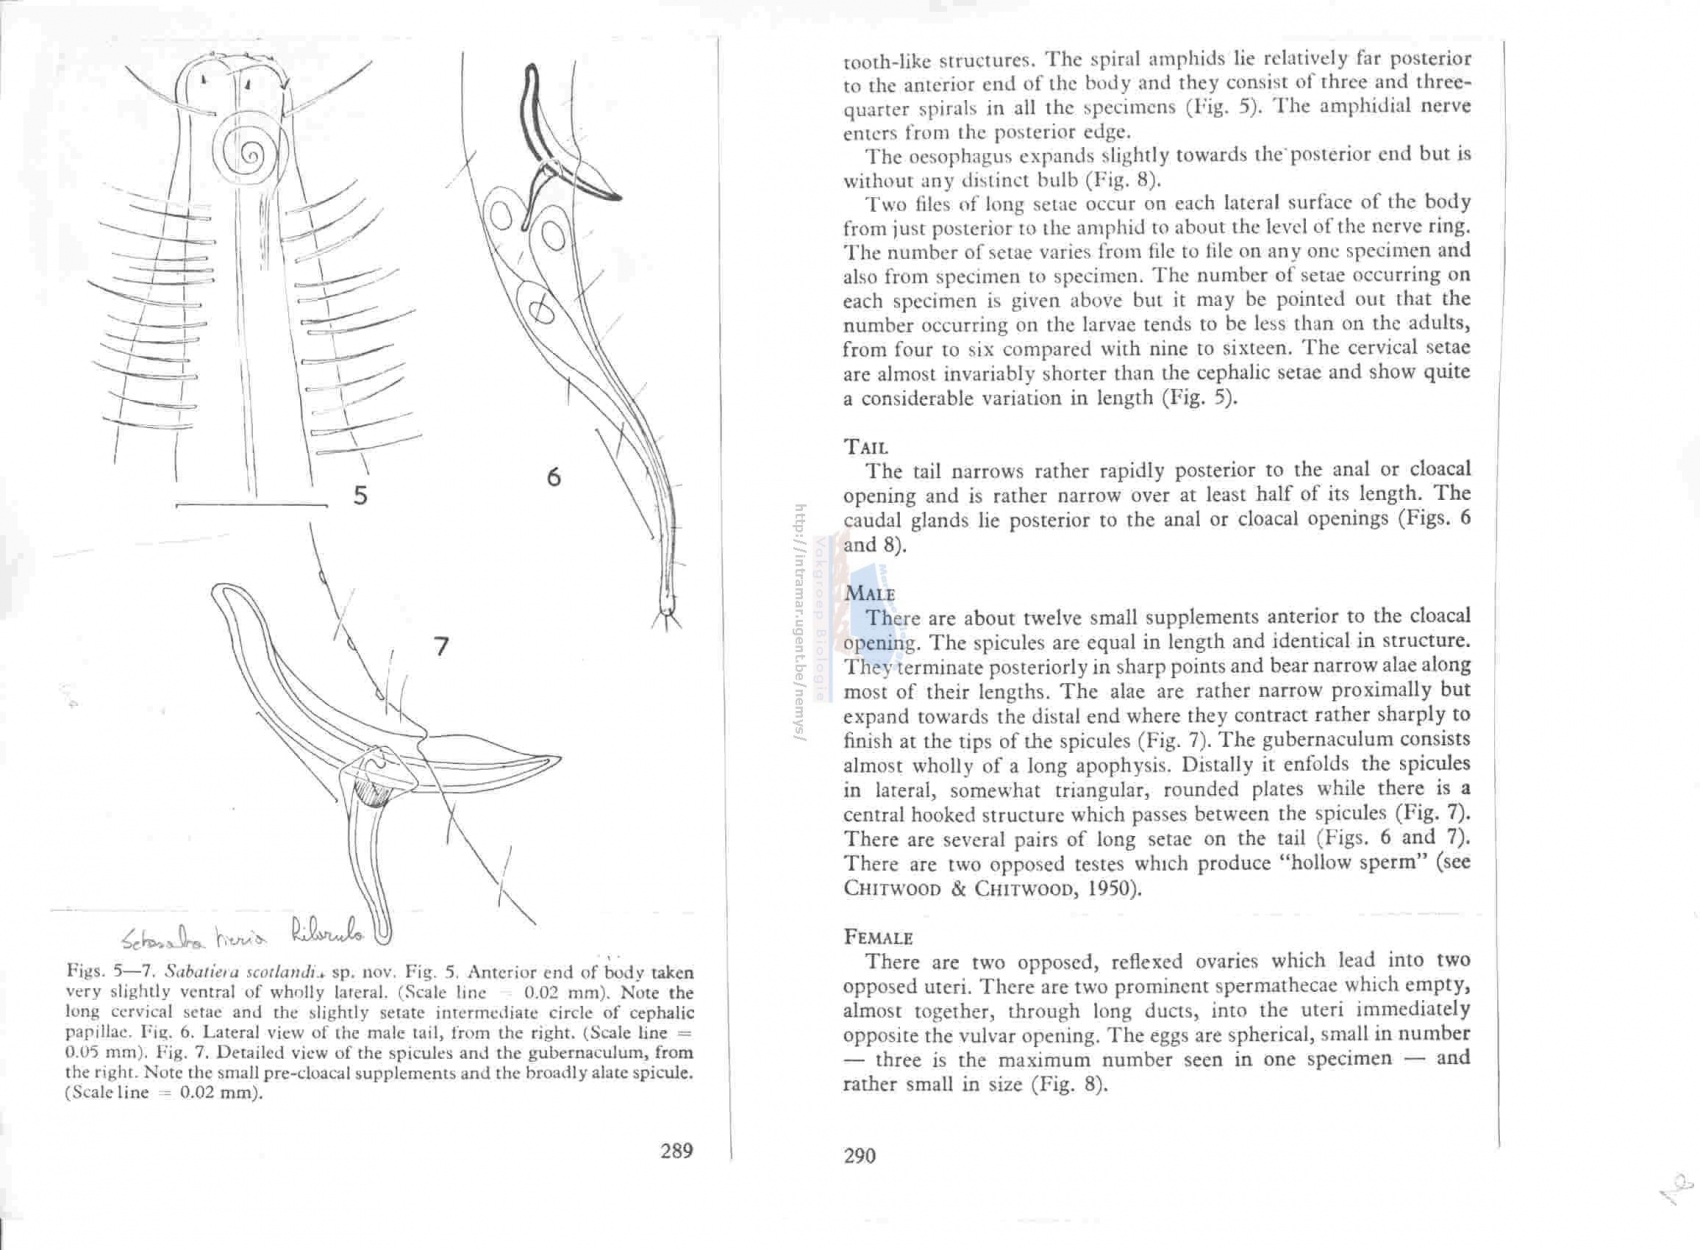 5
6
7
Figs. 5—7. Sabatiera scotlandi. sp. nov. Fig. 5. Anterior end of body taken
very slightly ventral of wholly lateral. (Scale line = 0.02 mm). Note the
long cervical setae and the slightly setate intermediate circle of cephalic
papillae. Fig. 6. Lateral view of the male tail, from the right. (Scale line =
0.05 mm). Fig. 7. Detailed view of the spicules and the gubernaculum, from
the right. Note the small pre-cloacal supplements and the broadly alate spicule.
(Scale line = 0.02 mm).
289
http://intramar.ugent.be/nemys/
Vakgroep Biologie
tooth-like structures. The spiral amphids lie relatively far posterior
to the anterior end of the body and they consist of three and three-
quarter spirals in all the specimens (Fig. 5). The amphidial nerve
enters from the posterior edge.
The oesophagus expands slightly towards the posterior end but is
without any distinct bulb (Fig. 8).
Two files of long setae occur on each lateral surface of the body
from just posterior to the amphid to about the level of the nerve ring.
The number of setae varies from file to file on any one specimen and
also from specimen to specimen. The number of setae occurring on
each specimen is given above but it may be pointed out that the
number occurring on the larvae tends to be less than on the adults,
from four to six compared with nine to sixteen. The cervical setae
are almost invariably shorter than the cephalic setae and show quite
a considerable variation in length (Fig. 5).
TAIL
The tail narrows rather rapidly posterior to the anal or cloacal
opening and is rather narrow over at least half of its length. The
caudal glands lie posterior to the anal or cloacal openings (Figs. 6
and 8).
MALE
There are about twelve small supplements anterior to the cloacal
opening. The spicules are equal in length and identical in structure.
They terminate posteriorly in sharp points and bear narrow alae along
most of their lengths. The alae are rather narrow proximally but
expand towards the distal end where they contract rather sharply to
finish at the tips of the spicules (Fig. 7). The gubernaculum consists
almost wholly of a long apophysis. Distally it enfolds the spicules
in lateral, somewhat triangular, rounded plates while there is a
central hooked structure which passes between the spicules (Fig. 7).
There are several pairs of long setae on the tail (Figs. 6 and 7).
There are two opposed testes which produce "hollow sperm" (see
CHITWOOD & CHITWOOD, 1950).
FEMALE
There are two opposed, reflexed ovaries which lead into two
opposed uteri. There are two prominent spermathecae which empty,
almost together, through long ducts, into the uteri immediately
opposite the vulvar opening. The eggs are spherical, small in number
— three is the maximum number seen in one specimen — and
rather small in size (Fig. 8).
290